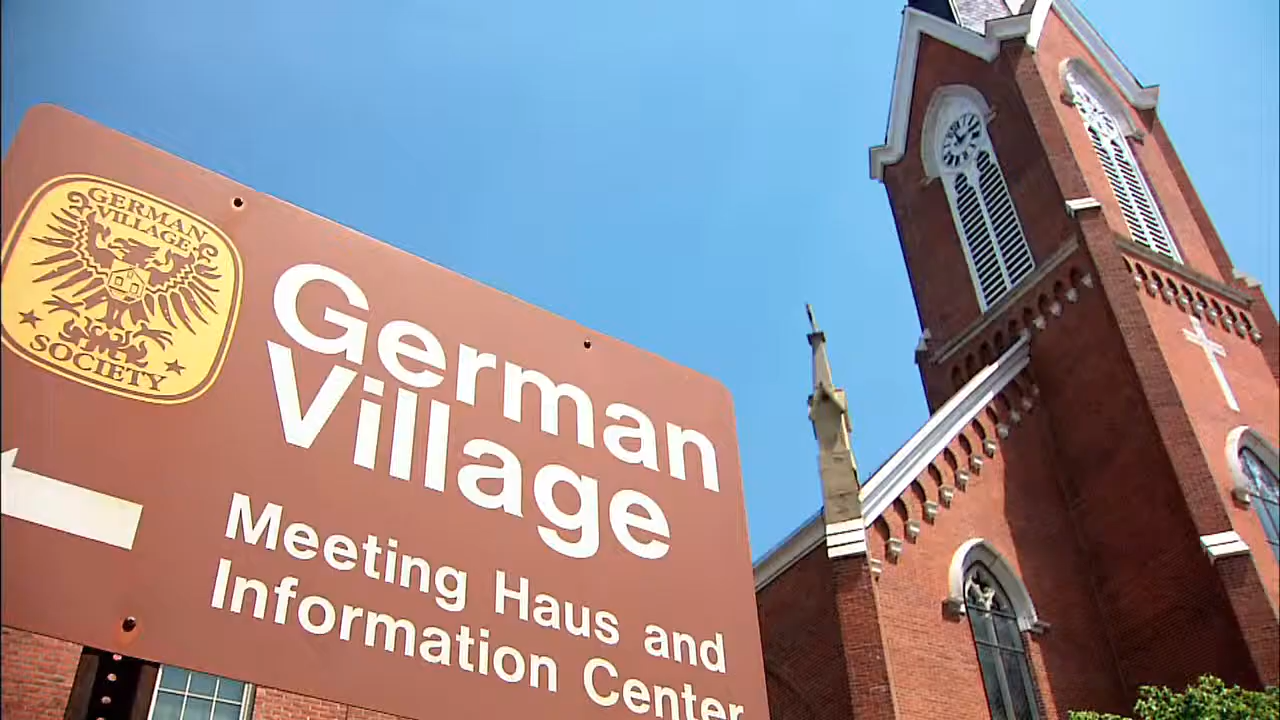 GERMAN
VILLAGE
SOCIETY
German
Village
Meeting Haus and
Information Center